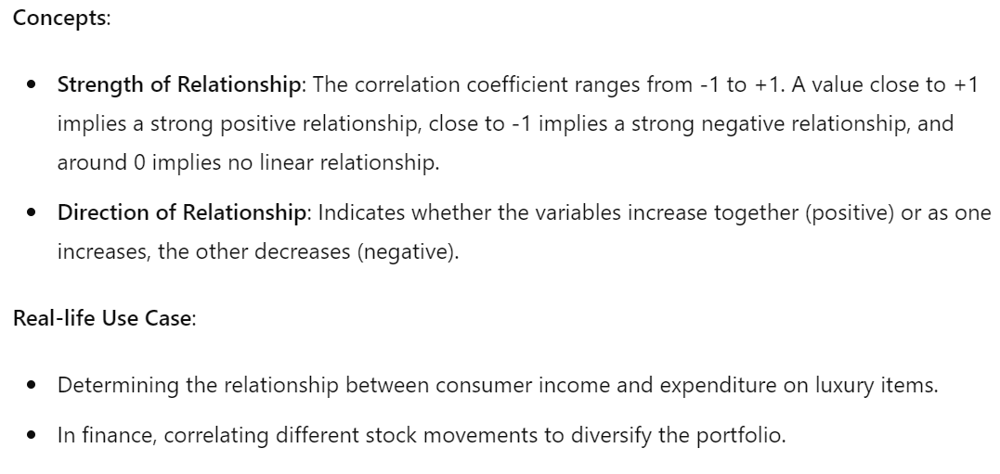 Concepts:
• Strength of Relationship: The correlation coefficient ranges from -1 to +1. A value close to +1
implies a strong positive relationship, close to -1 implies a strong negative relationship, and
around 0 implies no linear relationship.
• Direction of Relationship: Indicates whether the variables increase together (positive) or as one
increases, the other decreases (negative).
Real-life Use Case:
• Determining the relationship between consumer income and expenditure on luxury items.
• In finance, correlating different stock movements to diversify the portfolio.